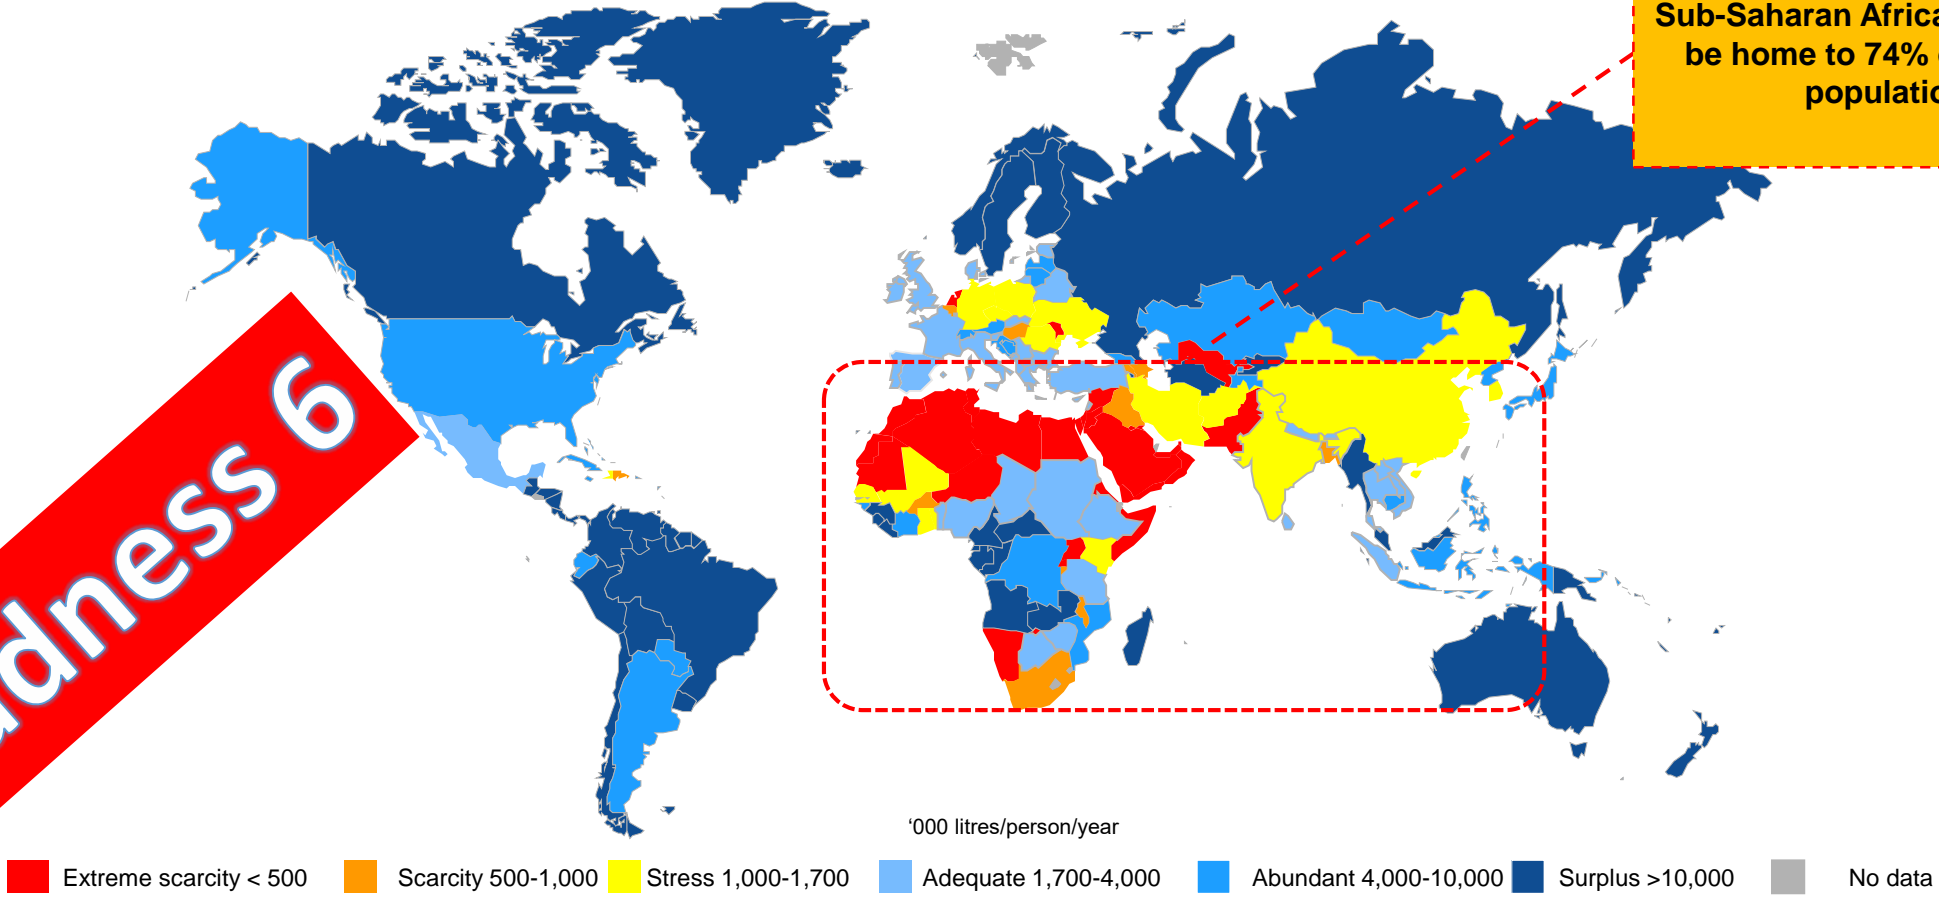 Sub-Saharan Africa
be home to 74%
populatio
dness 6
‘000 litres/person/year
Extreme scarcity < 500
Scarcity 500-1,000
Stress 1,000-1,700
Adequate 1,700-4,000
Abundant 4,000-10,000
Surplus >10,000
No data